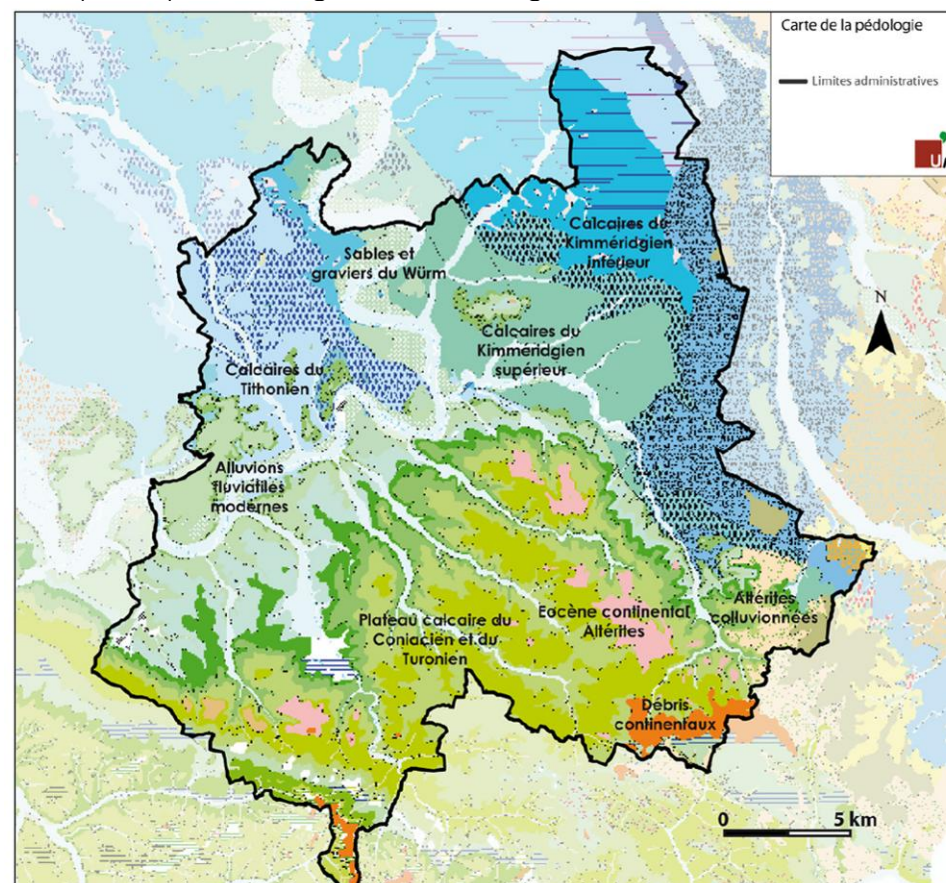 Carte de la pédologie
Limites administratives
Calcaires du
Kimméridgien
inférieur
Sables et
graviers du Würm
N
Calcaires du
Kimméridgien
supérieur
Calcaires du
Tithonien
Alluvions
fluviatiles
modernes
Plateau calcaire du
Coniacien et du
Turonien
Eocène continental
Altérites
Altérites
colluvionnées
Débris
continentaux
0 5 km